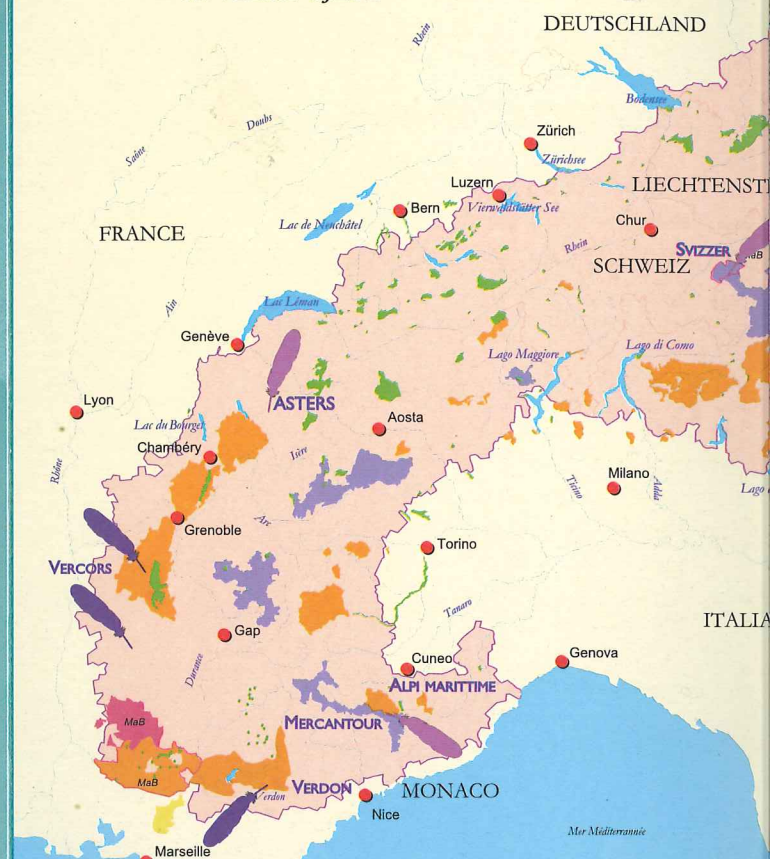 DEUTSCHLAND
Rhein
Bodensee
Doubs
Saône
Zürich
Zürichsee
Luzern
LIECHTENSTI
Bern
Vierwaldstätter See
Chur
Lac de Neuchâtel
FRANCE
Rhein
SVIZZER
MaB
SCHWEIZ
Lac Léman
Ain
Genève
Lago Maggiore
Lago di Como
Lyon
ASTERS
Aosta
Lac du Bourget
Chambéry
Isère
Rhône
Milano
Ticino
Adda
Lago
Arc
Grenoble
Torino
VERCORS
Tanaro
ITALIA
Gap
Genova
Cuneo
Durance
ALPI MARITTIME
MaB
MERCANTOUR
MaB
VERDON
MONACO
Verdon
Nice
Mer Méditerrannée
Marseille